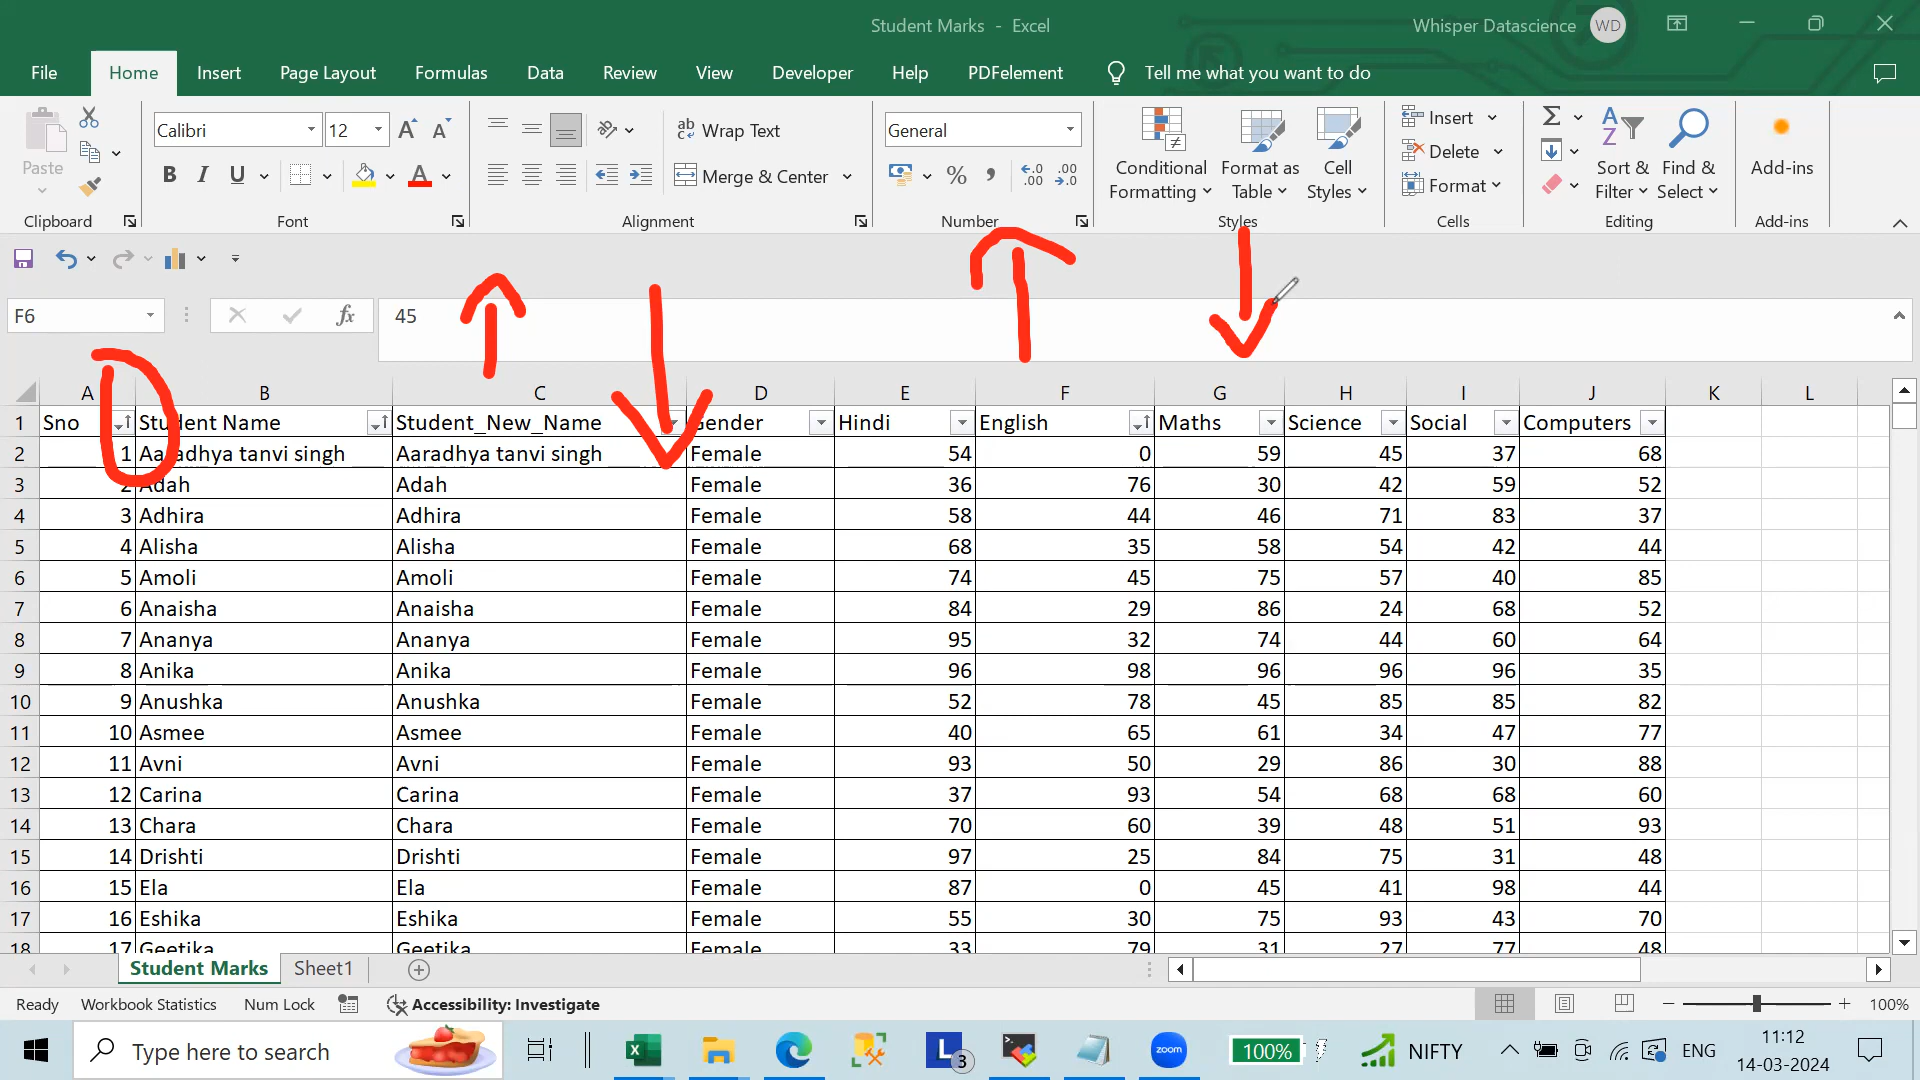 Student Marks - Excel
Whisper Datascience WD
File Home Insert Page Layout Formulas Data Review View Developer Help PDFelement Tell me what you want to do
Paste
Clipboard
Calibri 12
B I U A
Font
ab Wrap Text
Merge & Center
Alignment
General
% , .0 .00 .00 .0
Number
Conditional Formatting
Format as Table
Cell Styles
Styles
Insert
Delete
Format
Cells
Sort & Filter
Find & Select
Editing
Add-ins
Add-ins
F6 fx 45
A B C D E F G H I J K L
1 Sno Student Name Student_New_Name Gender Hindi English Maths Science Social Computers
2 1 Aaradhya tanvi singh Aaradhya tanvi singh Female 54 0 59 45 37 68
3 2 Adah Adah Female 36 76 30 42 59 52
4 3 Adhira Adhira Female 58 44 46 71 83 37
5 4 Alisha Alisha Female 68 35 58 54 42 44
6 5 Amoli Amoli Female 74 45 75 57 40 85
7 6 Anaisha Anaisha Female 84 29 86 24 68 52
8 7 Ananya Ananya Female 95 32 74 44 60 64
9 8 Anika Anika Female 96 98 96 96 96 35
10 9 Anushka Anushka Female 52 78 45 85 85 82
11 10 Asmee Asmee Female 40 65 61 34 47 77
12 11 Avni Avni Female 93 50 29 86 30 88
13 12 Carina Carina Female 37 93 54 68 68 60
14 13 Chara Chara Female 70 60 39 48 51 93
15 14 Drishti Drishti Female 97 25 84 75 31 48
16 15 Ela Ela Female 87 0 45 41 98 44
17 16 Eshika Eshika Female 55 30 75 93 43 70
18 17 Geetika Geetika Female 33 79 31 27 77 48
Student Marks Sheet1
Ready Workbook Statistics Num Lock Accessibility: Investigate 100%
Type here to search
L 3
zoom
100%
NIFTY
ENG
11:12
14-03-2024